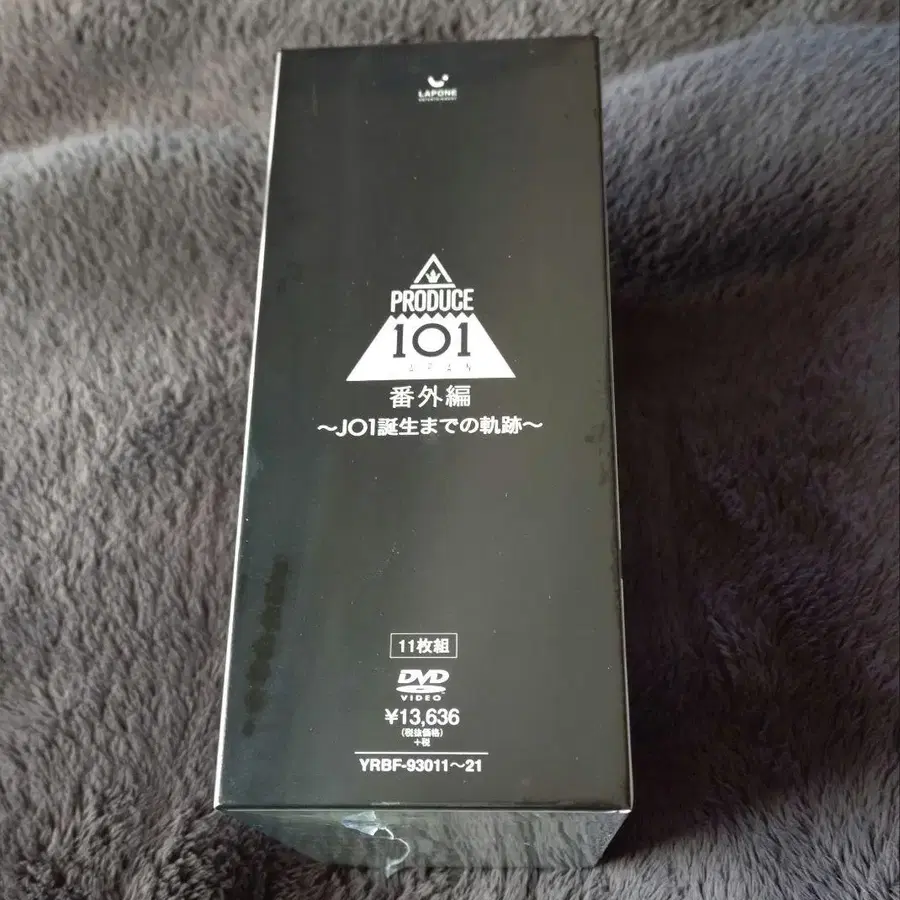 LAPONE
ENTERTAINMENT
PRODUCE
101
JAPAN
番外編
～JO1誕生までの軌跡～
11枚組
DVD
VIDEO
¥13,636
(税抜価格)
+税
YRBF-93011～21